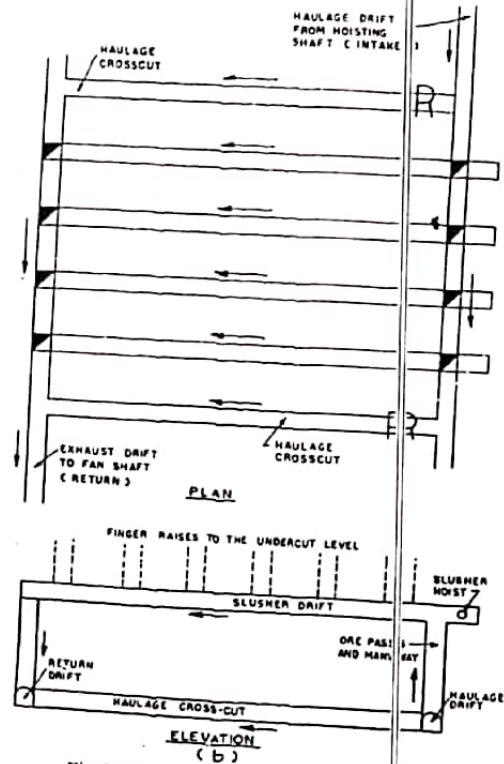 HAULAGE DRIFT
FROM HOISTING
SHAFT (INTAKE)
HAULAGE
CROSSCUT
R
EXHAUST DRIFT
TO FAN SHAFT
(RETURN)
HAULAGE
CROSSCUT
PLAN
FINGER RAISES TO THE UNDERCUT LEVEL
SLUSHER
HOIST
SLUSHER DRIFT
ORE PASSES
AND MANWAY
RETURN
DRIFT
HAULAGE CROSS-CUT
HAULAGE
DRIFT
ELEVATION
(b)